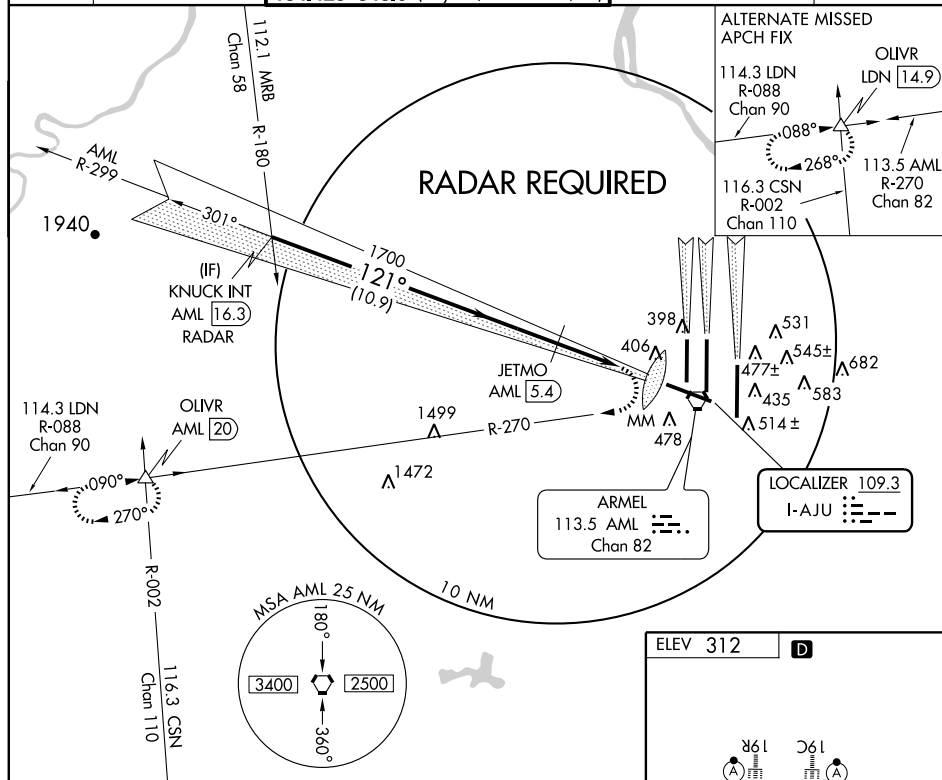 112.1 MRB
Chan 58
R-180
AML
R-299
1940
301°
(IF)
KNUCK INT
AML 16.3
RADAR
1700
121°
(10.9)
RADAR REQUIRED
JETMO
AML 5.4
ALTERNATE MISSED
APCH FIX
OLIVR
LDN 14.9
114.3 LDN
R-088
Chan 90
088°
268°
113.5 AML
R-270
Chan 82
116.3 CSN
R-002
Chan 110
398
406
531
545±
477±
682
583
435
514 ±
MM
478
1499
1472
R-270
114.3 LDN
R-088
Chan 90
OLIVR
AML 20
090°
270°
R-002
116.3 CSN
Chan 110
ARMEL
113.5 AML
Chan 82
LOCALIZER 109.3
I-AJU
10 NM
MSA AML 25 NM
180°
3400
2500
360°
ELEV 312
D
19R
19C
A
A